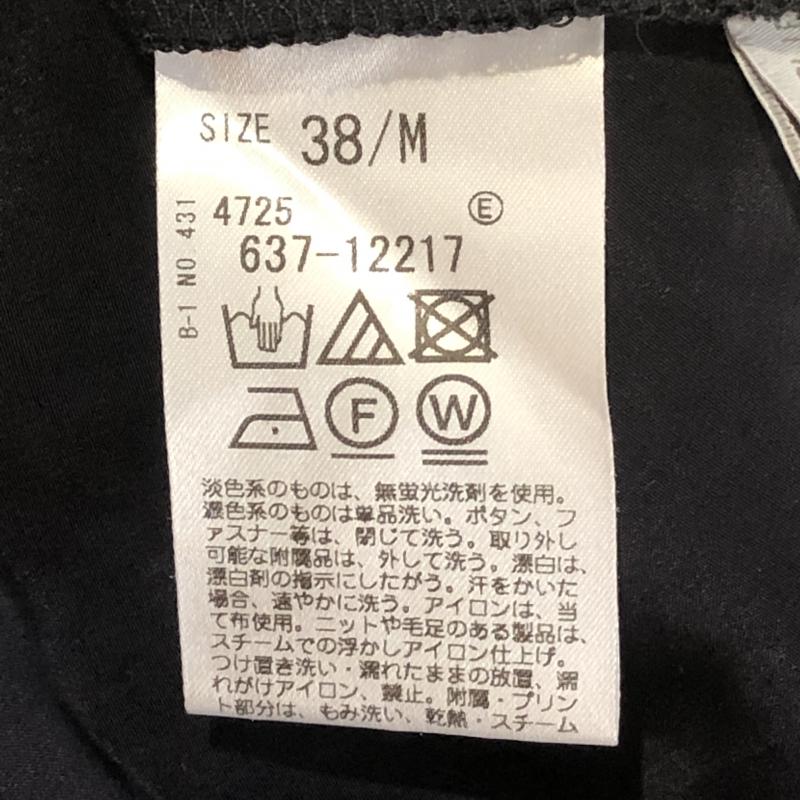 SIZE 38/M
B-1 NO 431
4725 E
637-12217
F W
淡色系のものは、無蛍光洗剤を使用。
濃色系のものは単品洗い。ボタン、フ
ァスナー等は、閉じて洗う。取り外し
可能な附属品は、外して洗う。漂白は、
漂白剤の指示にしたがう。汗をかいた
場合、速やかに洗う。アイロンは、当
て布使用。ニットや毛足のある製品は、
スチームでの浮かしアイロン仕上げ。
つけ置き洗い・濡れたままの放置、濡
れがけアイロン、禁止。附属・プリン
ト部分は、もみ洗い、乾熱・スチーム